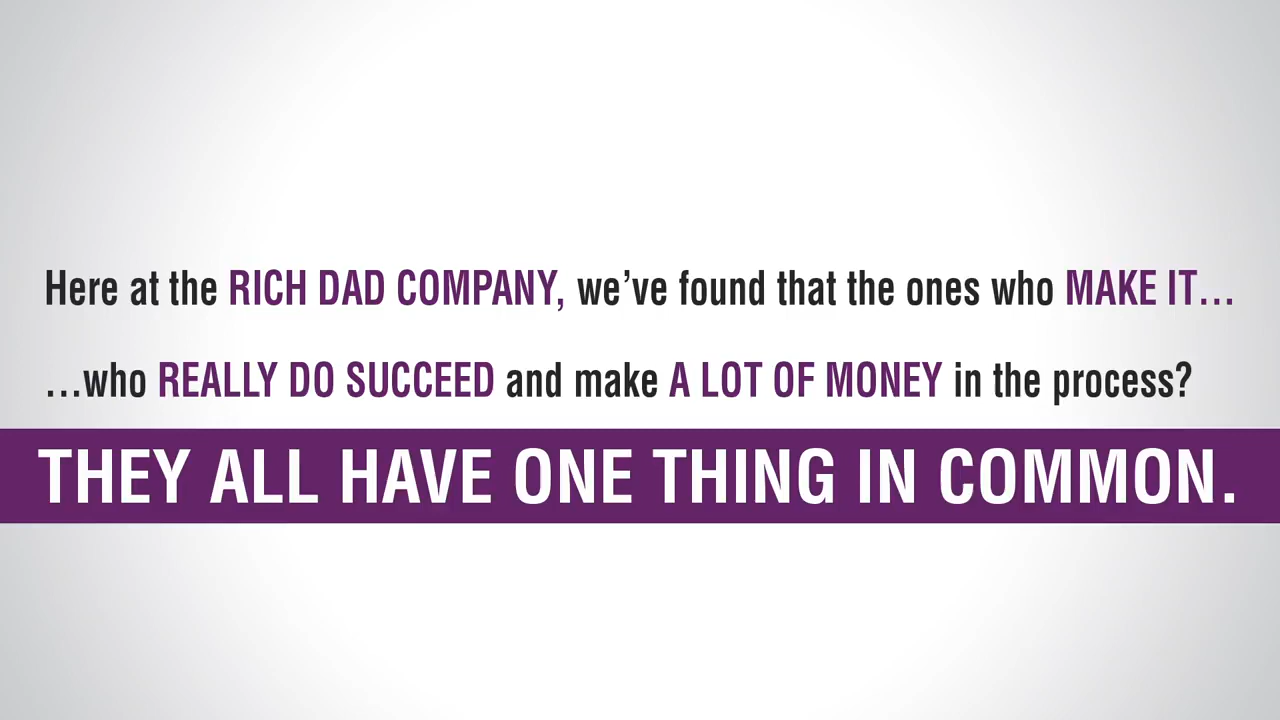 Here at the RICH DAD COMPANY, we’ve found that the ones who MAKE IT...
...who REALLY DO SUCCEED and make A LOT OF MONEY in the process?
THEY ALL HAVE ONE THING IN COMMON.